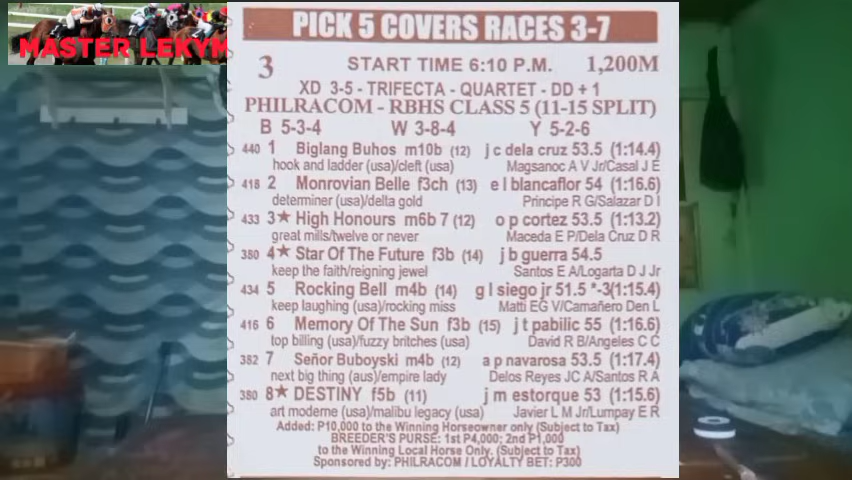 MASTER LEKYM
PICK 5 COVERS RACES 3-7
3 START TIME 6:10 P.M. 1,200M
XD 3-5 - TRIFECTA - QUARTET - DD + 1
PHILRACOM - RBHS CLASS 5 (11-15 SPLIT)
B 5-3-4 W 3-8-4 Y 5-2-6
440 1 Biglang Buhos m10b (12) j c dela cruz 53.5 (1:14.4)
hook and ladder (usa)/cleft (usa) Magsanoc A V Jr/Casal J E
418 2 Monrovian Belle f3ch (13) e l blancaflor 54 (1:16.6)
determiner (usa)/delta gold Principe R G/Salazar D I
433 3★ High Honours m6b 7 (12) o p cortez 53.5 (1:13.2)
great mills/twelve or never Maceda E P/Dela Cruz D R
380 4★ Star Of The Future f3b (14) j b guerra 54.5
keep the faith/reigning jewel Santos E A/Logarta D J Jr
434 5 Rocking Bell m4b (14) g l siego jr 51.5 *-3(1:15.4)
keep laughing (usa)/rocking miss Matti EG V/Camañero Den L
416 6 Memory Of The Sun f3b (15) j t pabilic 55 (1:16.6)
top billing (usa)/fuzzy britches (usa) David R B/Angeles C C
382 7 Señor Buboyski m4b (12) a p navarosa 53.5 (1:17.4)
next big thing (aus)/empire lady Delos Reyes JC A/Santos R A
380 8★ DESTINY f5b (11) j m estorque 53 (1:15.6)
art moderne (usa)/malibu legacy (usa) Javier L M Jr/Lumpay E R
Added: P10,000 to the Winning Horseowner only (Subject to Tax)
BREEDER'S PURSE: 1st P4,000; 2nd P1,000
to the Winning Local Horse Only. (Subject to Tax)
Sponsored by: PHILRACOM / LOYALTY BET: P300